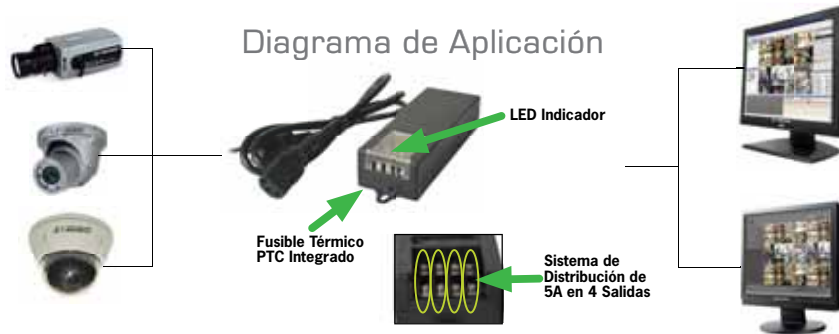 Diagrama de Aplicación
LED Indicador
Fusible Térmico
PTC Integrado
Sistema de
Distribución de
5A en 4 Salidas